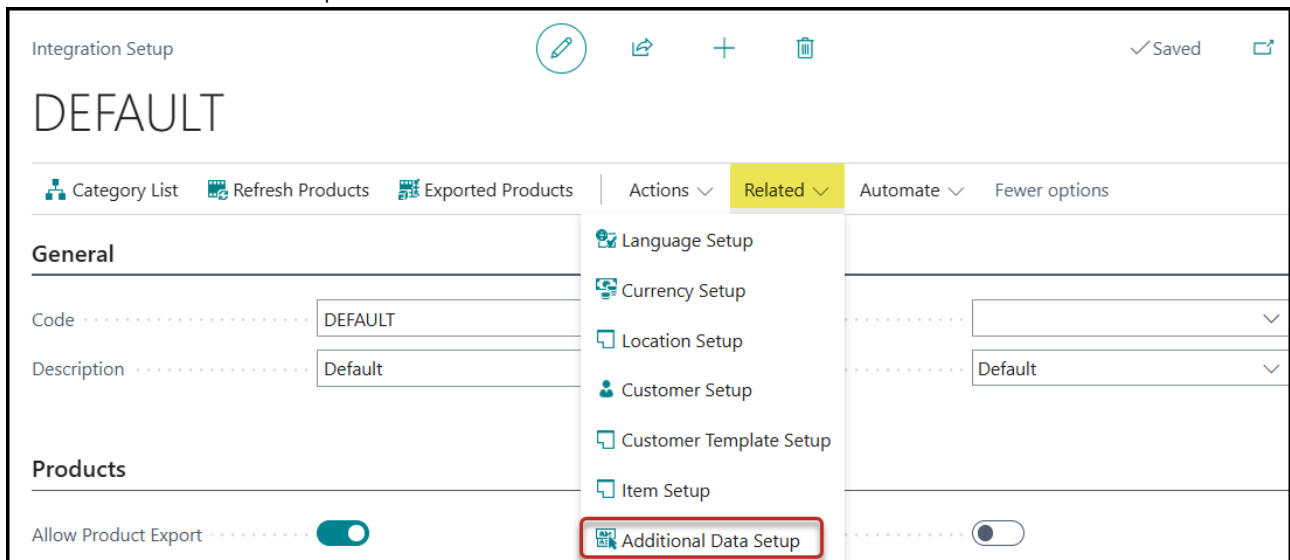 Integration Setup
Saved
DEFAULT
Category List Refresh Products Exported Products Actions Related Automate Fewer options
General
Language Setup
Currency Setup
Location Setup
Customer Setup
Customer Template Setup
Item Setup
Additional Data Setup
Code DEFAULT
Description Default Default
Products
Allow Product Export